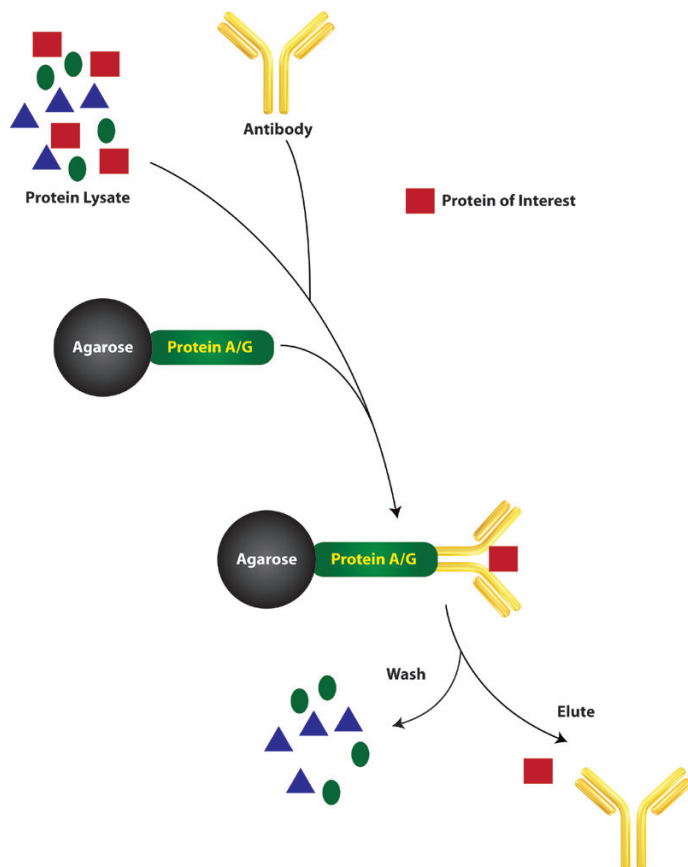 Antibody
Protein Lysate
Protein of Interest
Agarose
Protein A/G
Agarose
Protein A/G
Wash
Elute